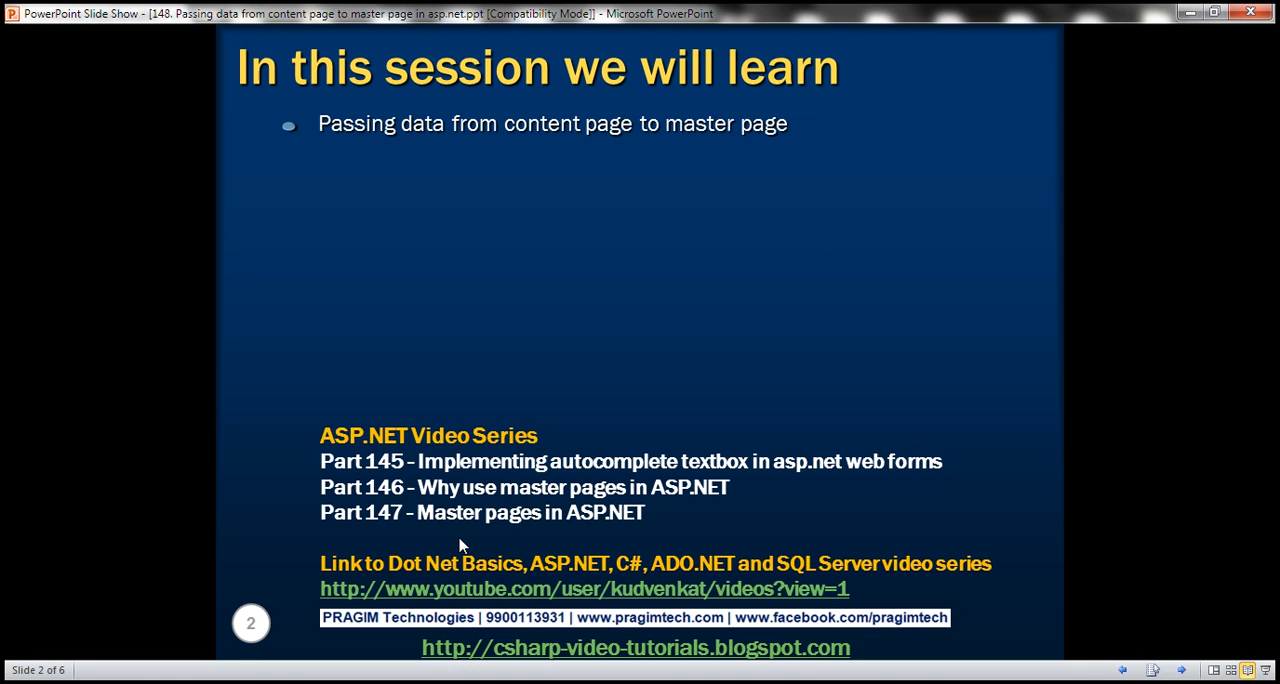 PowerPoint Slide Show - [148. Passing data from content page to master page in asp.net.ppt [Compatibility Mode]] - Microsoft PowerPoint
In this session we will learn
Passing data from content page to master page
ASP.NET Video Series
Part 145 - Implementing autocomplete textbox in asp.net web forms
Part 146 - Why use master pages in ASP.NET
Part 147 - Master pages in ASP.NET
Link to Dot Net Basics, ASP.NET, C#, ADO.NET and SQL Server video series
http://www.youtube.com/user/kudvenkat/videos?view=1
2
PRAGIM Technologies | 9900113931 | www.pragimtech.com | www.facebook.com/pragimtech
http://csharp-video-tutorials.blogspot.com
Slide 2 of 6